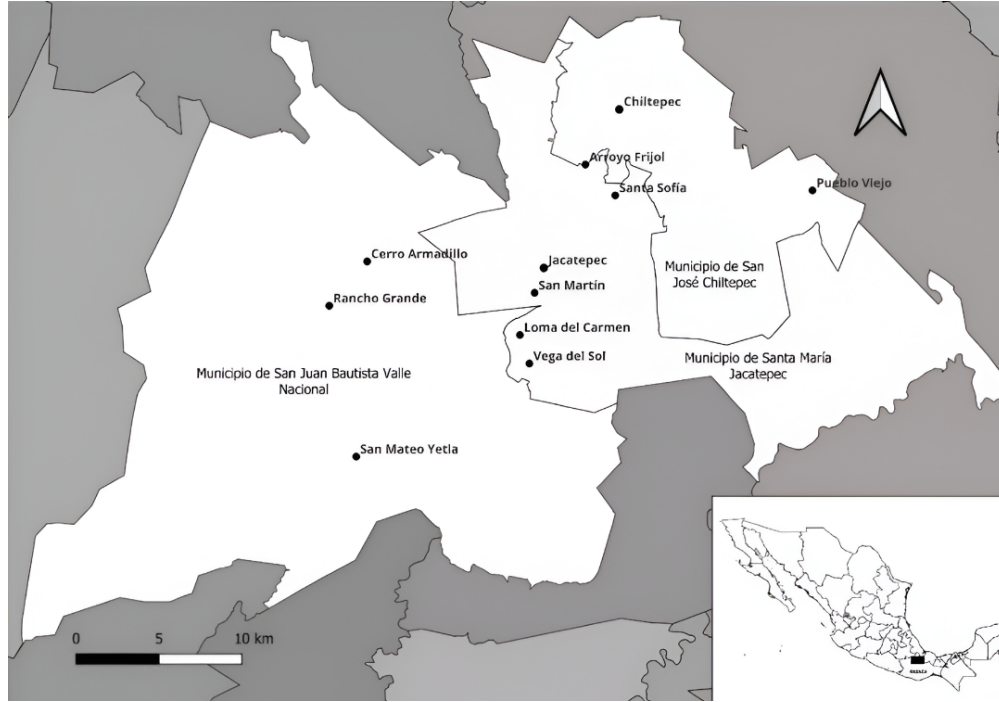 Chiltepec
Arroyo Frijol
Santa Sofía
Pueblo Viejo
Cerro Armadillo
Jacatepec
Municipio de San
José Chiltepec
San Martín
Rancho Grande
Loma del Carmen
Vega del Sol
Municipio de Santa María
Jacatepec
Municipio de San Juan Bautista Valle
Nacional
San Mateo Yetla
0 5 10 km